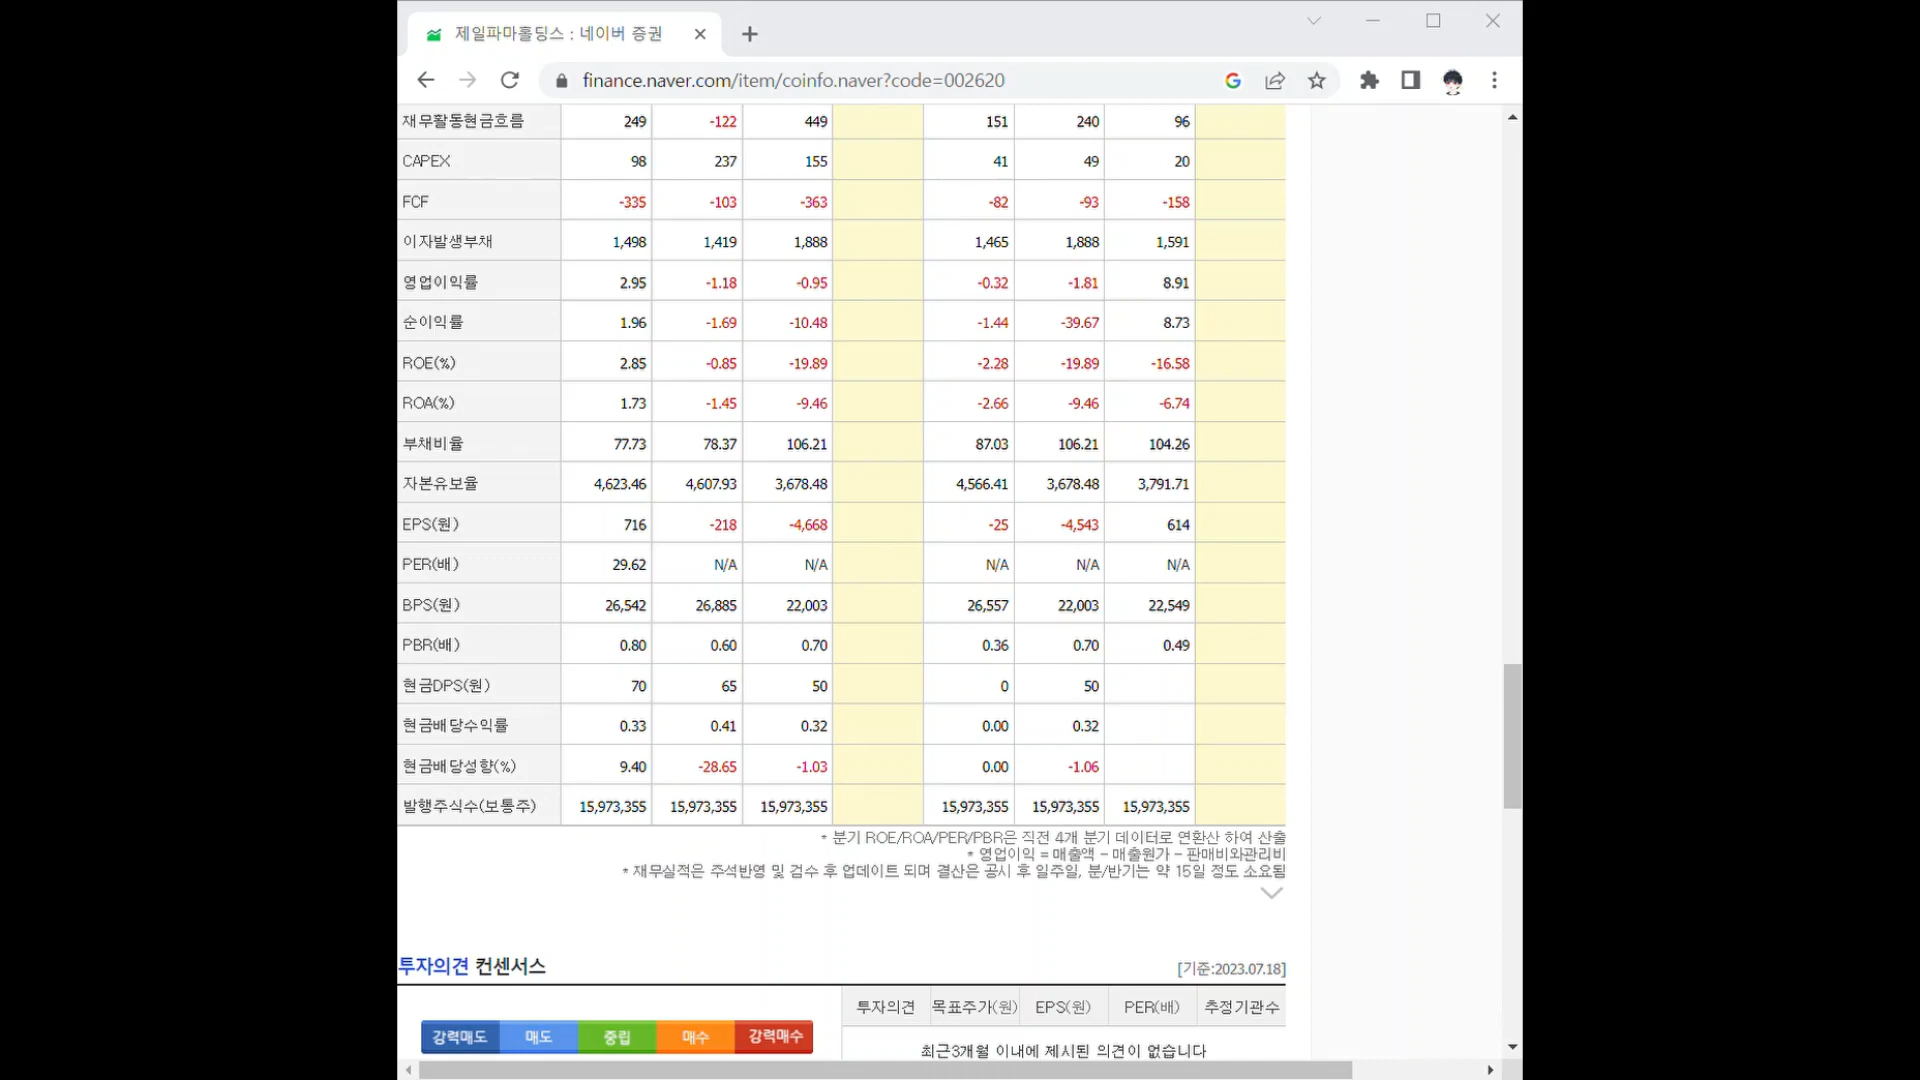 제일파마홀딩스 : 네이버 증권
finance.naver.com/item/coinfo.naver?code=002620
재무활동현금흐름 249 -122 449 151 240 96
CAPEX 98 237 155 41 49 20
FCF -335 -103 -363 -82 -93 -158
이자발생부채 1,498 1,419 1,888 1,465 1,888 1,591
영업이익률 2.95 -1.18 -0.95 -0.32 -1.81 8.91
순이익률 1.96 -1.69 -10.48 -1.44 -39.67 8.73
ROE(%) 2.85 -0.85 -19.89 -2.28 -19.89 -16.58
ROA(%) 1.73 -1.45 -9.46 -2.66 -9.46 -6.74
부채비율 77.73 78.37 106.21 87.03 106.21 104.26
자본유보율 4,623.46 4,607.93 3,678.48 4,566.41 3,678.48 3,791.71
EPS(원) 716 -218 -4,668 -25 -4,543 614
PER(배) 29.62 N/A N/A N/A N/A N/A
BPS(원) 26,542 26,885 22,003 26,557 22,003 22,549
PBR(배) 0.80 0.60 0.70 0.36 0.70 0.49
현금DPS(원) 70 65 50 0 50
현금배당수익률 0.33 0.41 0.32 0.00 0.32
현금배당성향(%) 9.40 -28.65 -1.03 0.00 -1.06
발행주식수(보통주) 15,973,355 15,973,355 15,973,355 15,973,355 15,973,355 15,973,355
* 분기 ROE/ROA/PER/PBR은 직전 4개 분기 데이터로 연환산 하여 산출
* 영업이익 = 매출액 - 매출원가 - 판매비와관리비
* 재무실적은 주석반영 및 검수 후 업데이트 되며 결산은 공시 후 일주일, 분/반기는 약 15일 정도 소요됨
투자의견 컨센서스 [기준:2023.07.18]
투자의견 목표주가(원) EPS(원) PER(배) 추정기관수
강력매도 매도 중립 매수 강력매수
최근3개월 이내에 제시된 의견이 없습니다